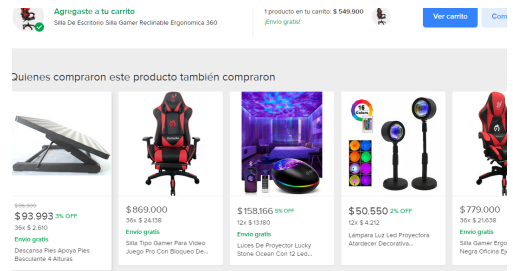 Agregaste a tu carrito
Silla De Escritorio Silla Gamer Reclinable Ergonomica 360
1 producto en tu carrito: $ 549.900
¡Envío gratis!
Ver carrito
Com
Quienes compraron este producto también compraron
$96.900
$93.993 3% OFF
36x $ 2.610
Envío gratis
Descansa Pies Apoya Pies
Basculante 4 Alturas
$869.000
36x $ 24.138
Envío gratis
Silla Tipo Gamer Para Video
Juego Pro Con Bloqueo De...
$158.166 5% OFF
12x $ 13.180
Envío gratis
Luces De Proyector Lucky
Stone Ocean Con 12 Led...
16
Colors
$50.550 2% OFF
12x $ 4.212
Lámpara Luz Led Proyectora
Atardecer Decorativa...
$779.000
36x $ 21.638
Envío gratis
Silla Gamer Ergo
Negra Oficina Ej